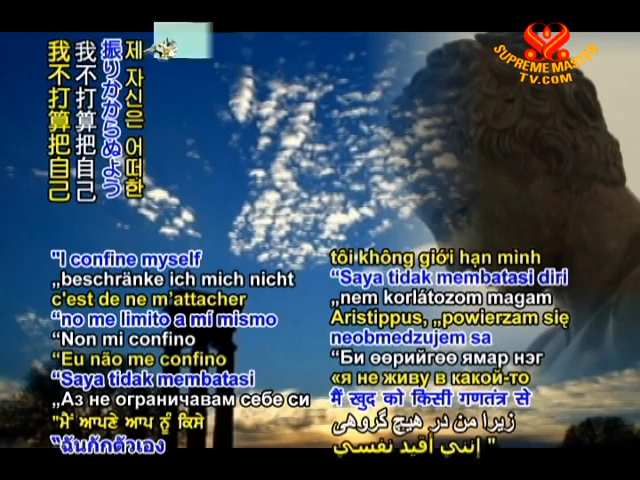 SUPREME MASTER
TV.COM
제 자신은 어떠한
振りかからぬよう
我不打算把自己
我不打算把自己
"I confine myself
„beschränke ich mich nicht
c'est de ne m'attacher
“no me limito a mí mismo
“Non mi confino
“Eu não me confino
“Saya tidak membatasi
„Аз не ограничавам себе си
"ਮੈਂ ਆਪਣੇ ਆਪ ਨੂੰ ਕਿਸੇ
“ฉันกักตัวเอง
tôi không giới hạn mình
“Saya tidak membatasi diri
„nem korlátozom magam
Aristippus, „powierzam się
neobmedzujem sa
“Би өөрийгөө ямар нэг
«я не живу в какой-то
मैं खुद को किसी गणतंत्र से
زیرا من در هیچ گروهی
إنني أقيد نفسي "